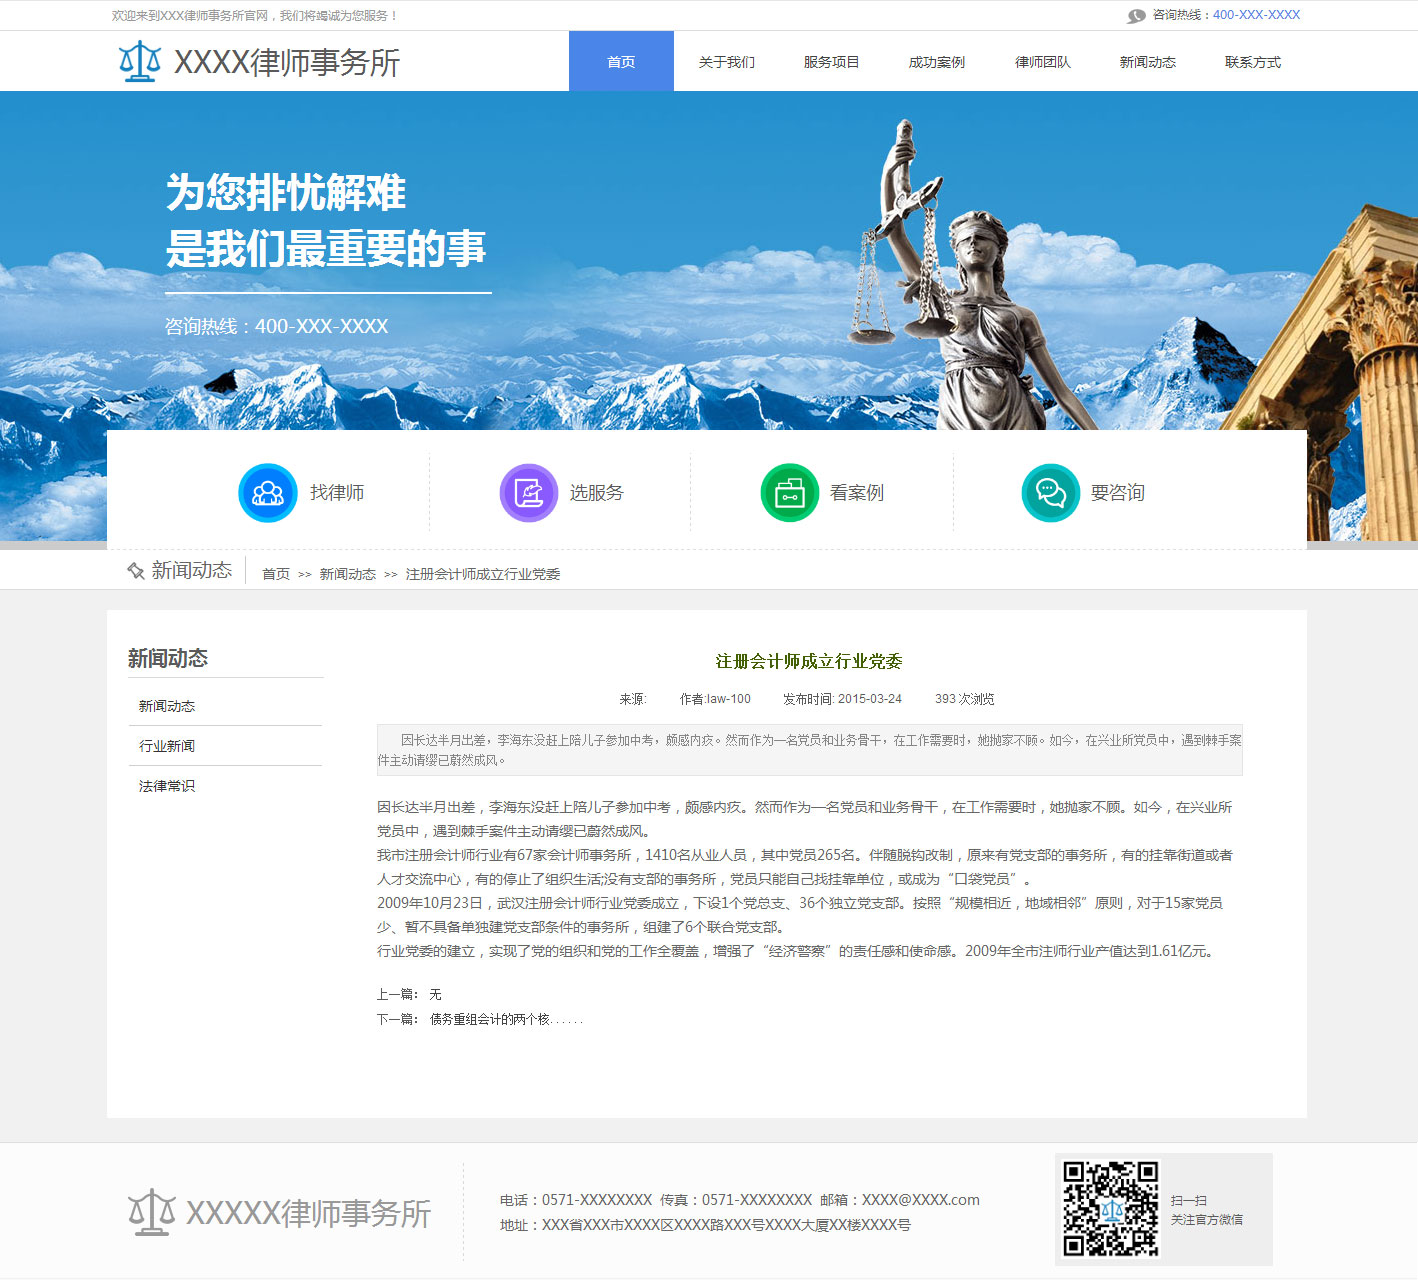 欢迎来到XXX律师事务所官网，我们将竭诚为您服务！
咨询热线：400-XXX-XXXX
XXXX律师事务所
首页 关于我们 服务项目 成功案例 律师团队 新闻动态 联系方式
为您排忧解难
是我们最重要的事
咨询热线：400-XXX-XXXX
找律师 选服务 看案例 要咨询
新闻动态 首页 >> 新闻动态 >> 注册会计师成立行业党委
新闻动态
新闻动态
行业新闻
法律常识
注册会计师成立行业党委
来源: 作者:law-100 发布时间: 2015-03-24 393 次浏览
因长达半月出差，李海东没赶上陪儿子参加中考，颇感内疚。然而作为一名党员和业务骨干，在工作需要时，她抛家不顾。如今，在兴业所党员中，遇到棘手案
件主动请缨已蔚然成风。
因长达半月出差，李海东没赶上陪儿子参加中考，颇感内疚。然而作为一名党员和业务骨干，在工作需要时，她抛家不顾。如今，在兴业所
党员中，遇到棘手案件主动请缨已蔚然成风。
我市注册会计师行业有67家会计师事务所，1410名从业人员，其中党员265名。伴随脱钩改制，原来有党支部的事务所，有的挂靠街道或者
人才交流中心，有的停止了组织生活;没有支部的事务所，党员只能自己找挂靠单位，或成为“口袋党员”。
2009年10月23日，武汉注册会计师行业党委成立，下设1个党总支、36个独立党支部。按照“规模相近，地域相邻”原则，对于15家党员
少、暂不具备单独建党支部条件的事务所，组建了6个联合党支部。
行业党委的建立，实现了党的组织和党的工作全覆盖，增强了“经济警察”的责任感和使命感。2009年全市注师行业产值达到1.61亿元。
上一篇： 无
下一篇： 债务重组会计的两个核......
XXXXX律师事务所
电话：0571-XXXXXXXX 传真：0571-XXXXXXXX 邮箱：XXXX@XXXX.com
地址：XXX省XXX市XXXX区XXXX路XXX号XXXX大厦XX楼XXXX号
扫一扫
关注官方微信